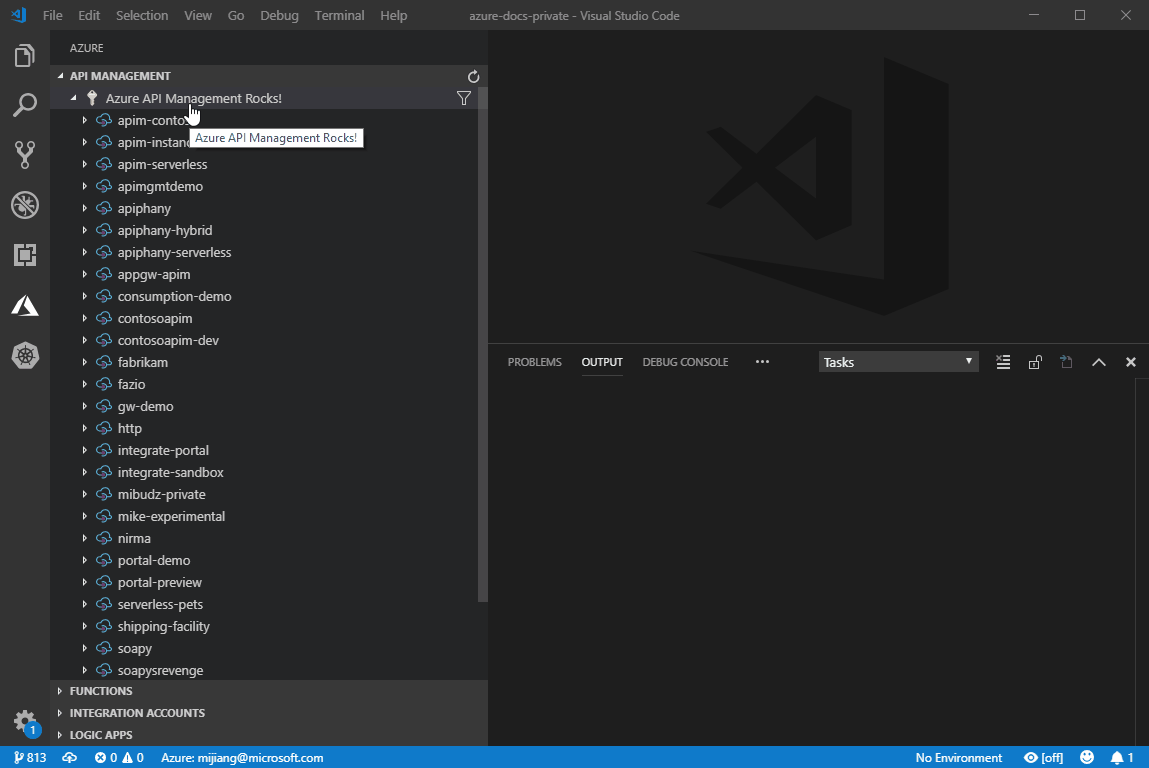 File Edit Selection View Go Debug Terminal Help azure-docs-private - Visual Studio Code
AZURE
API MANAGEMENT
Azure API Management Rocks!
apim-contos
Azure API Management Rocks!
apim-instanc
apim-serverless
apimgmtdemo
apiphany
apiphany-hybrid
apiphany-serverless
appgw-apim
consumption-demo
contosoapim
contosoapim-dev
fabrikam
fazio
gw-demo
http
integrate-portal
integrate-sandbox
mibudz-private
mike-experimental
nirma
portal-demo
portal-preview
serverless-pets
shipping-facility
soapy
soapysrevenge
FUNCTIONS
INTEGRATION ACCOUNTS
LOGIC APPS
PROBLEMS OUTPUT DEBUG CONSOLE ··· Tasks
1
813 0 0 Azure: mijiang@microsoft.com No Environment [off] 1